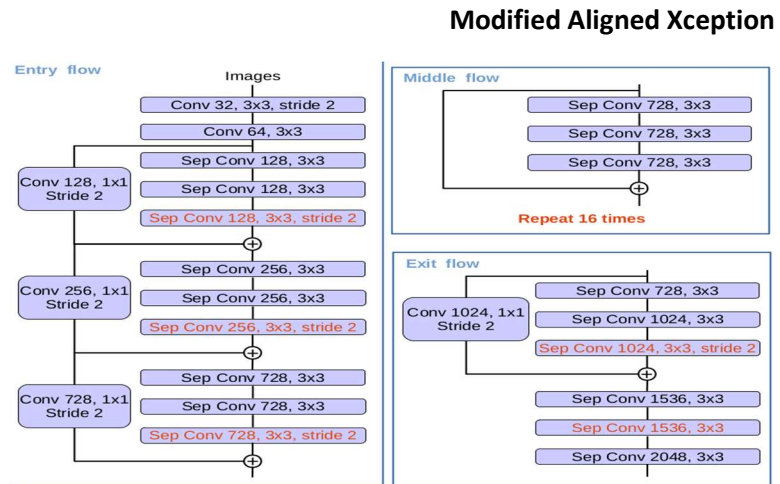 Modified Aligned Xception
Entry flow
Images
Conv 32, 3x3, stride 2
Conv 64, 3x3
Sep Conv 128, 3x3
Conv 128, 1x1
Stride 2
Sep Conv 128, 3x3
Sep Conv 128, 3x3, stride 2
+
Sep Conv 256, 3x3
Conv 256, 1x1
Stride 2
Sep Conv 256, 3x3
Sep Conv 256, 3x3, stride 2
+
Sep Conv 728, 3x3
Conv 728, 1x1
Stride 2
Sep Conv 728, 3x3
Sep Conv 728, 3x3, stride 2
+
Middle flow
Sep Conv 728, 3x3
Sep Conv 728, 3x3
Sep Conv 728, 3x3
+
Repeat 16 times
Exit flow
Sep Conv 728, 3x3
Conv 1024, 1x1
Stride 2
Sep Conv 1024, 3x3
Sep Conv 1024, 3x3, stride 2
+
Sep Conv 1536, 3x3
Sep Conv 1536, 3x3
Sep Conv 2048, 3x3